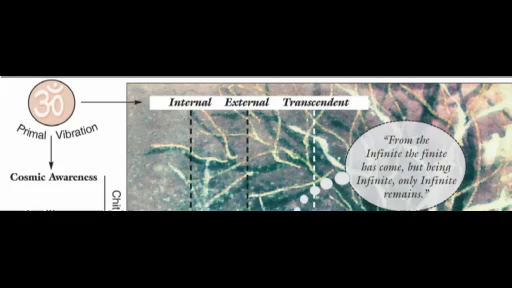 ॐ
Primal Vibration
Internal External Transcendent
Cosmic Awareness
"From the
Infinite the finite
has come, but being
Infinite, only Infinite
remains."